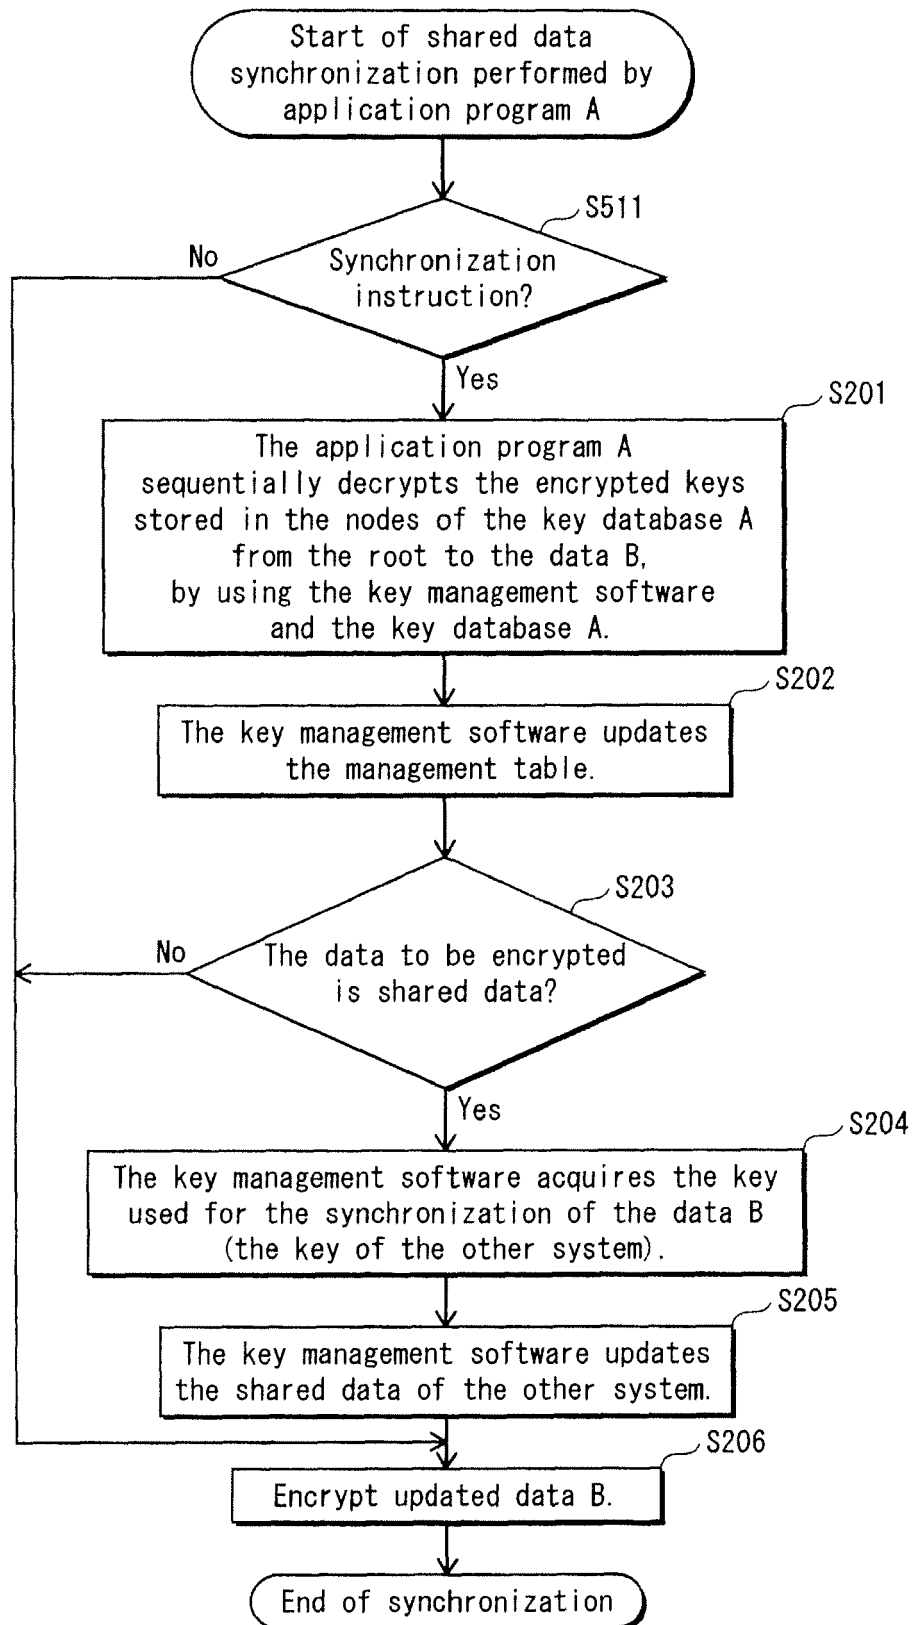 Start of shared data
synchronization performed by
application program A
S511
No
Synchronization
instruction?
Yes
S201
The application program A
sequentially decrypts the encrypted keys
stored in the nodes of the key database A
from the root to the data B,
by using the key management software
and the key database A.
S202
The key management software updates
the management table.
S203
No
The data to be encrypted
is shared data?
Yes
S204
The key management software acquires the key
used for the synchronization of the data B
(the key of the other system).
S205
The key management software updates
the shared data of the other system.
S206
Encrypt updated data B.
End of synchronization